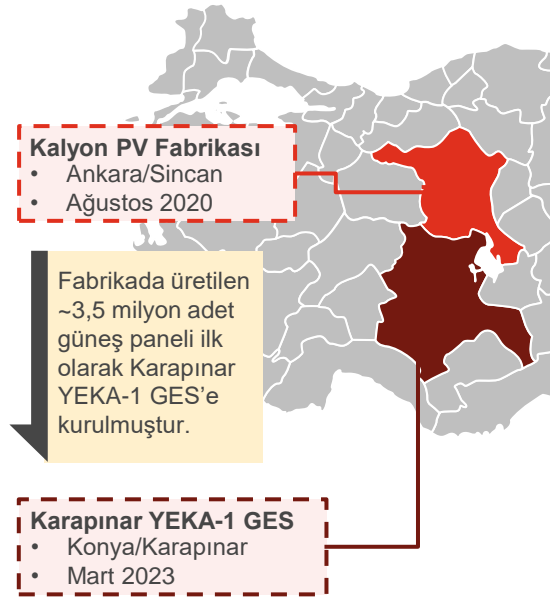 Kalyon PV Fabrikası
• Ankara/Sincan
• Ağustos 2020
Fabrikada üretilen
~3,5 milyon adet
güneş paneli ilk
olarak Karapınar
YEKA-1 GES’e
kurulmuştur.
Karapınar YEKA-1 GES
• Konya/Karapınar
• Mart 2023